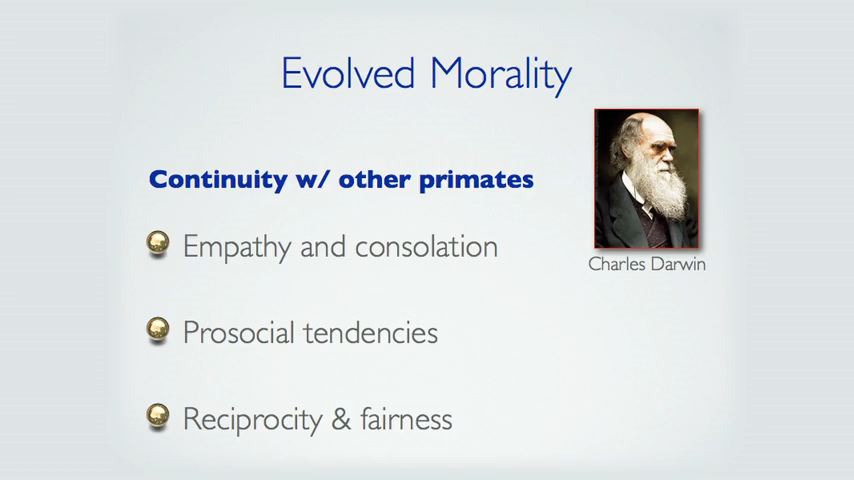 Evolved Morality
Continuity w/ other primates
Empathy and consolation
Charles Darwin
Prosocial tendencies
Reciprocity & fairness